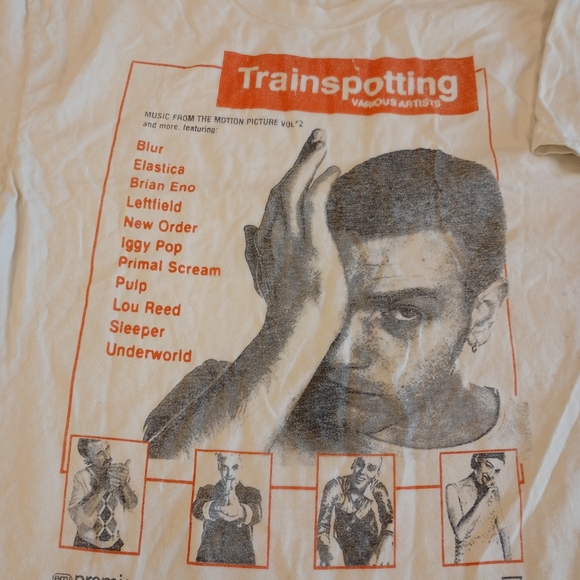 Trainspotting
VARIOUS ARTISTS
MUSIC FROM THE MOTION PICTURE VOL#2
and more, featuring:
Blur
Elastica
Brian Eno
Leftfield
New Order
Iggy Pop
Primal Scream
Pulp
Lou Reed
Sleeper
Underworld
emi